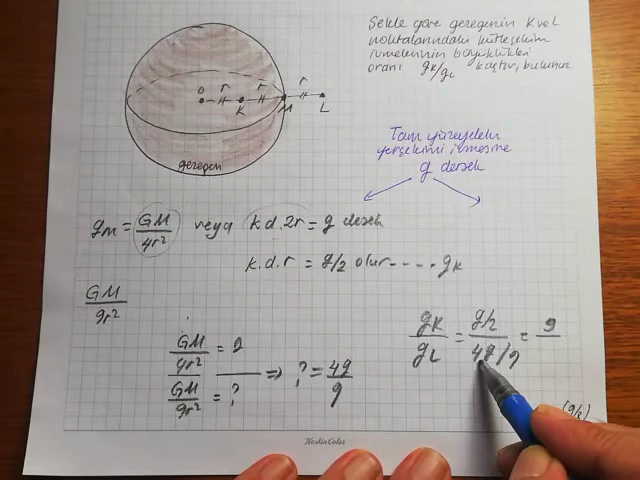 Şekle göre gezegenin K ve L
noktalarındaki kütleçekim
ivmelerinin büyüklükleri
oranı gK/gL kaçtır, bulunuz.
r r r
O K M L
gezegen
Tam yüzeydeki
yerçekimi ivmesine
g dersek
gM = GM/4r² veya k.d.2r = g dersek
k.d.r = g/2 olur---- gK
GM/9r²
GM/4r² = g
GM/9r² = ? ⇒ ? = 4g/9
gK/gL = g/2 / 4g/9 = 9
(9/8)
KeskinColor